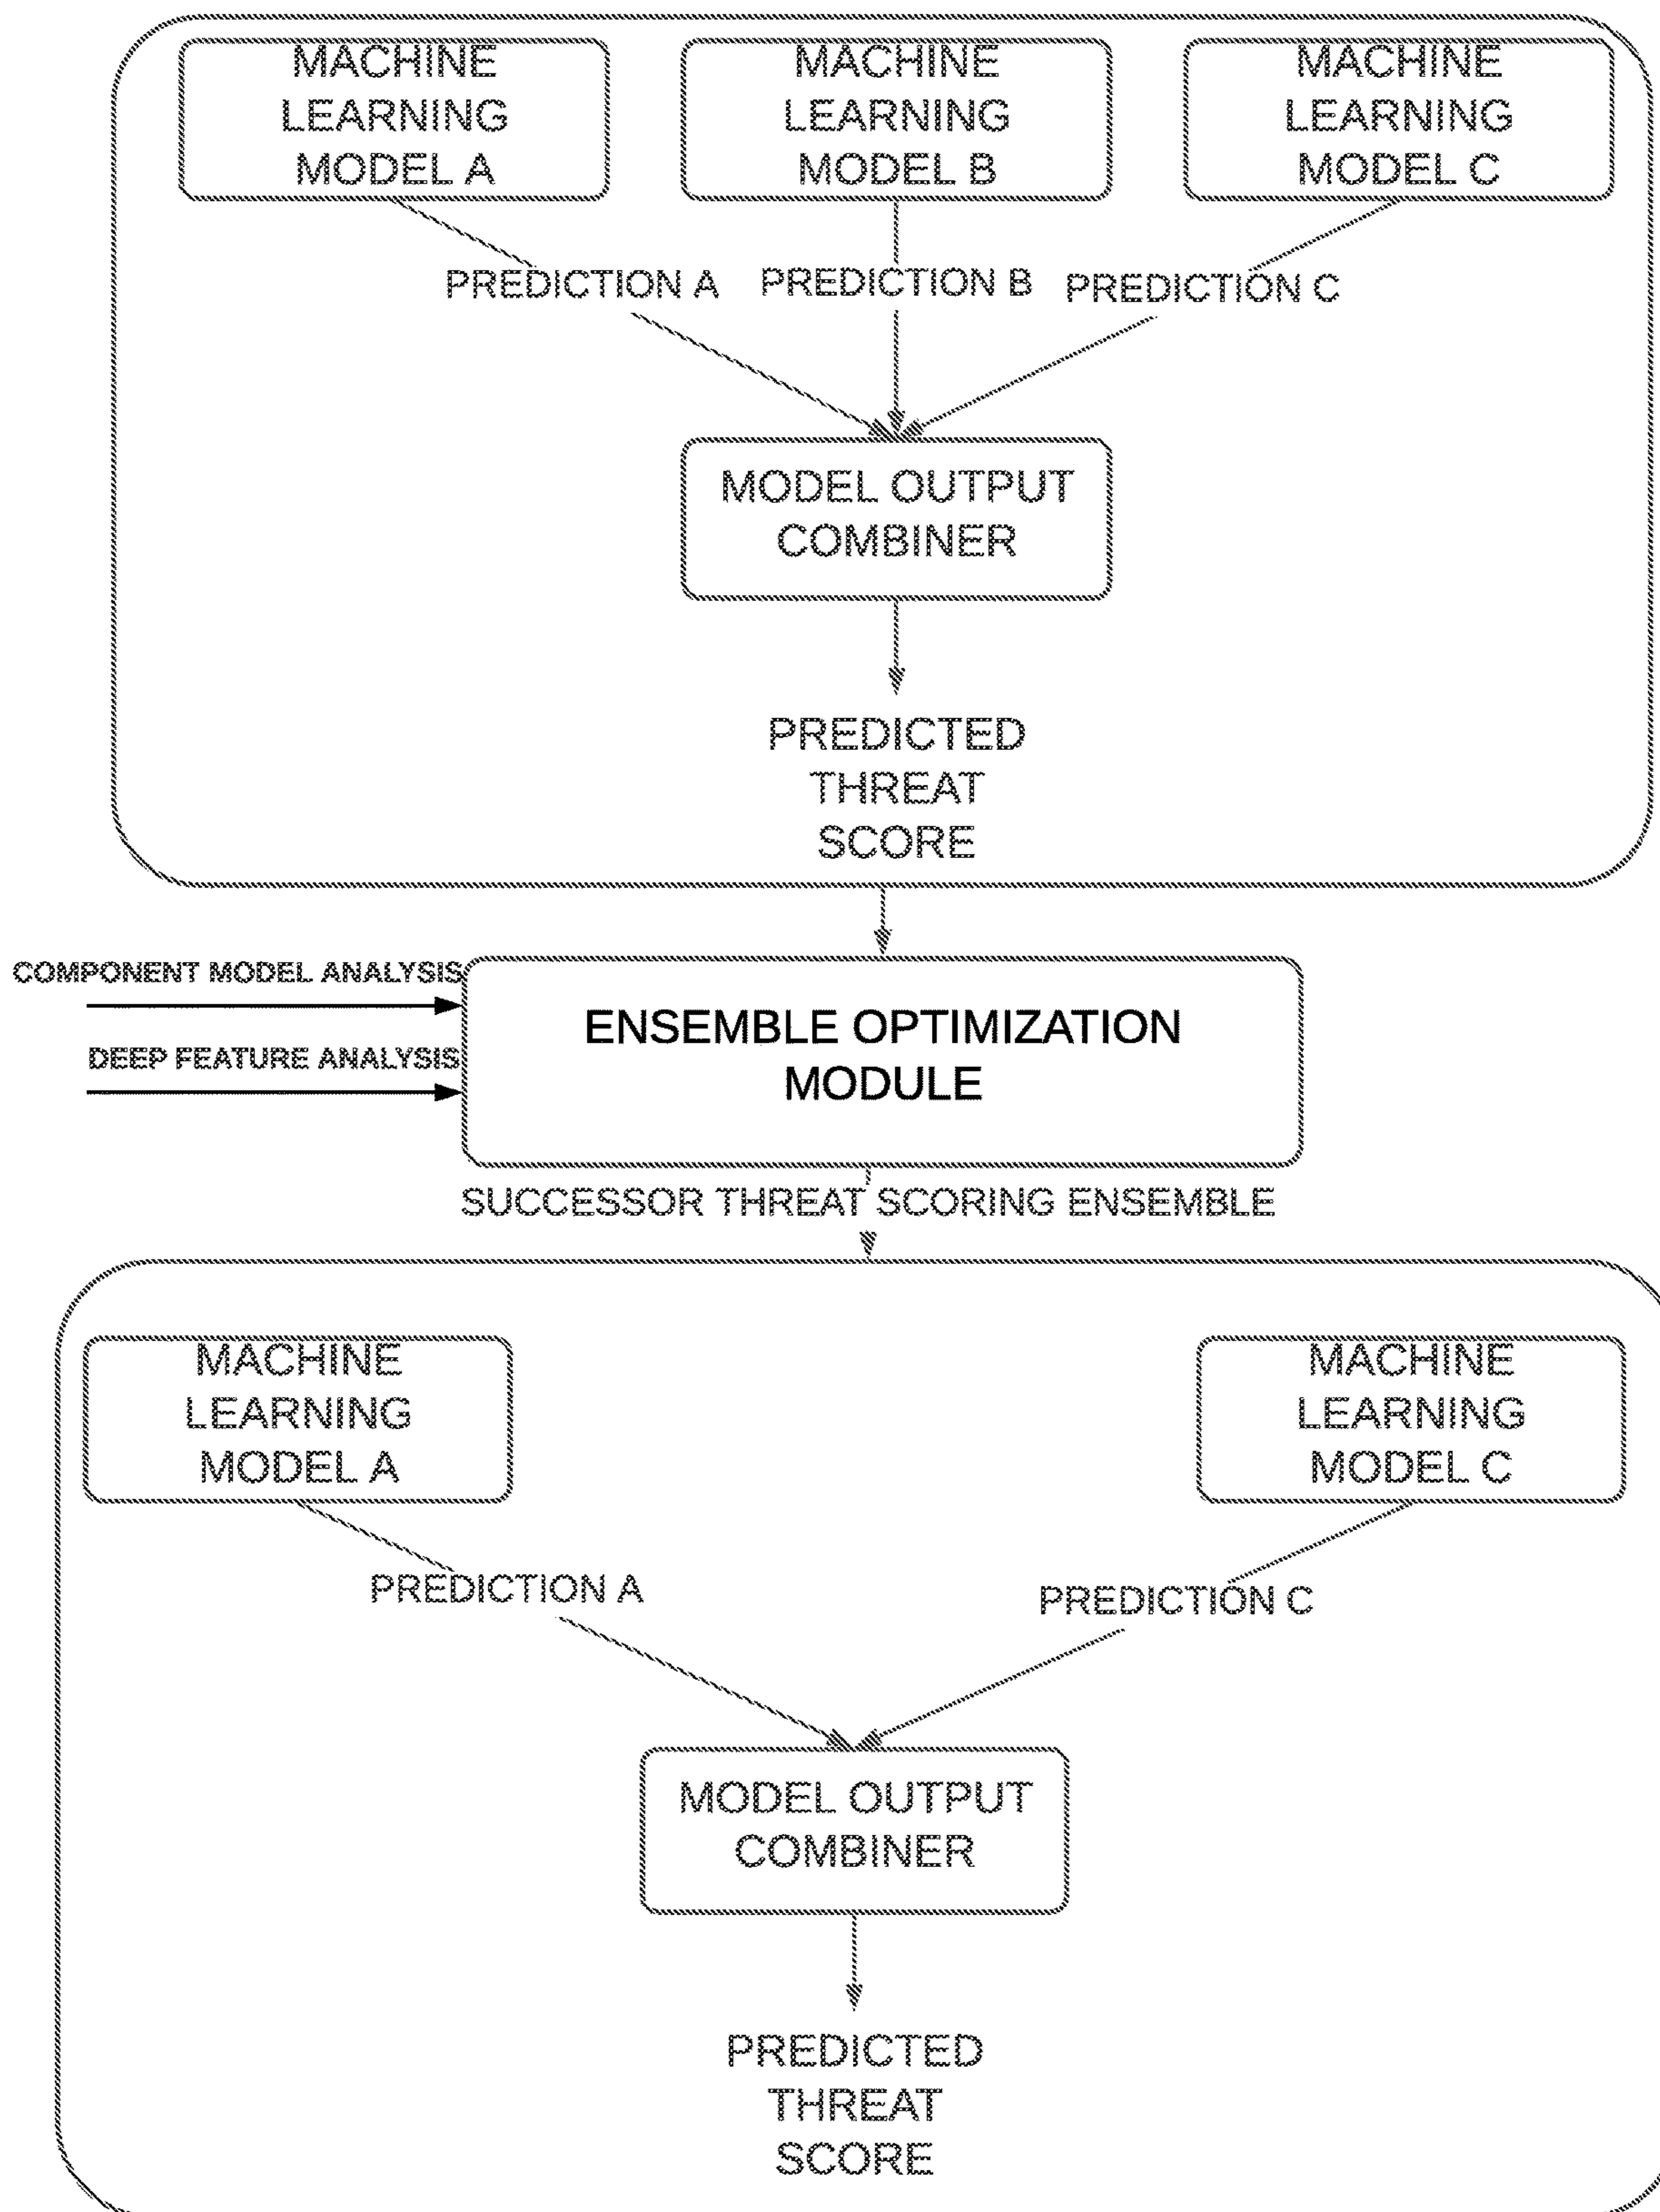 MACHINE
LEARNING
MODEL A
MACHINE
LEARNING
MODEL B
MACHINE
LEARNING
MODEL C
PREDICTION A
PREDICTION B
PREDICTION C
MODEL OUTPUT
COMBINER
PREDICTED
THREAT
SCORE
COMPONENT MODEL ANALYSIS
DEEP FEATURE ANALYSIS
ENSEMBLE OPTIMIZATION
MODULE
SUCCESSOR THREAT SCORING ENSEMBLE
MACHINE
LEARNING
MODEL A
MACHINE
LEARNING
MODEL C
PREDICTION A
PREDICTION C
MODEL OUTPUT
COMBINER
PREDICTED
THREAT
SCORE